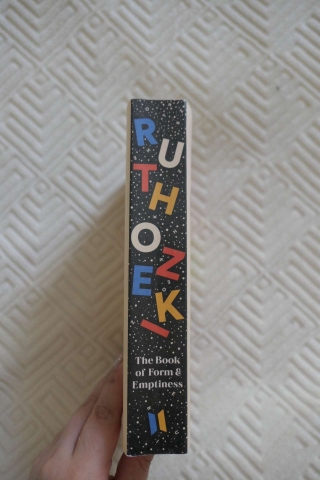 RUTH
OZEKI
The Book
of Form &
Emptiness